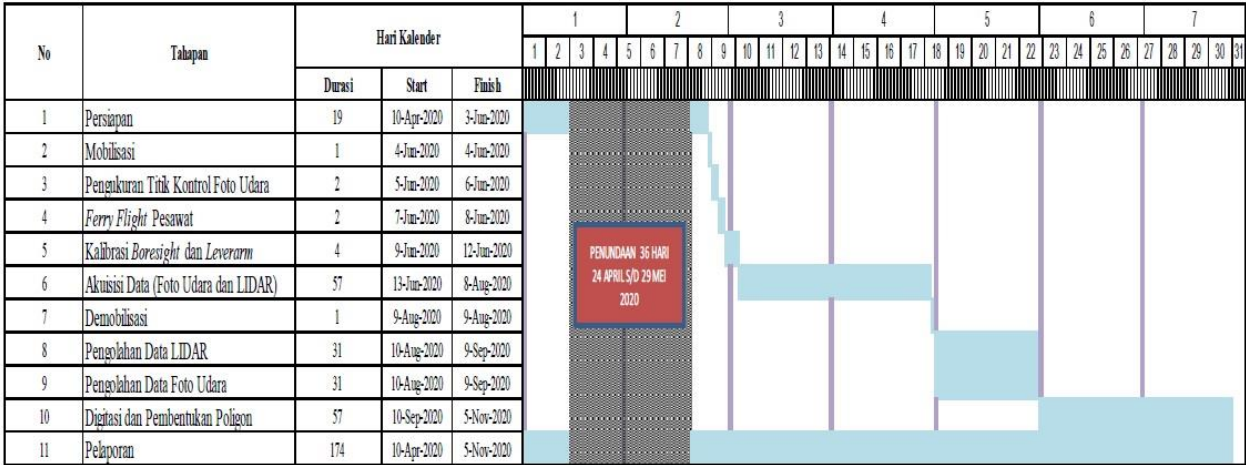 No Tahapan Hari Kalender 1 2 3 4 5 6 7
1 2 3 4 5 6 7 8 9 10 11 12 13 14 15 16 17 18 19 20 21 22 23 24 25 26 27 28 29 30 31
Durasi Start Finish
1 Persiapan 19 10-Apr-2020 3-Jun-2020
2 Mobilisasi 1 4-Jun-2020 4-Jun-2020
3 Pengukuran Titik Kontrol Foto Udara 2 5-Jun-2020 6-Jun-2020
4 Ferry Flight Pesawat 2 7-Jun-2020 8-Jun-2020
5 Kalibrasi Boresight dan Leverarm 4 9-Jun-2020 12-Jun-2020
6 Akuisisi Data (Foto Udara dan LIDAR) 57 13-Jun-2020 8-Aug-2020
7 Demobilisasi 1 9-Aug-2020 9-Aug-2020
8 Pengolahan Data LIDAR 31 10-Aug-2020 9-Sep-2020
9 Pengolahan Data Foto Udara 31 10-Aug-2020 9-Sep-2020
10 Digitasi dan Pembentukan Poligon 57 10-Sep-2020 5-Nov-2020
11 Pelaporan 174 10-Apr-2020 5-Nov-2020
PENUNDAAN 36 HARI
24 APRIL S/D 29 MEI
2020